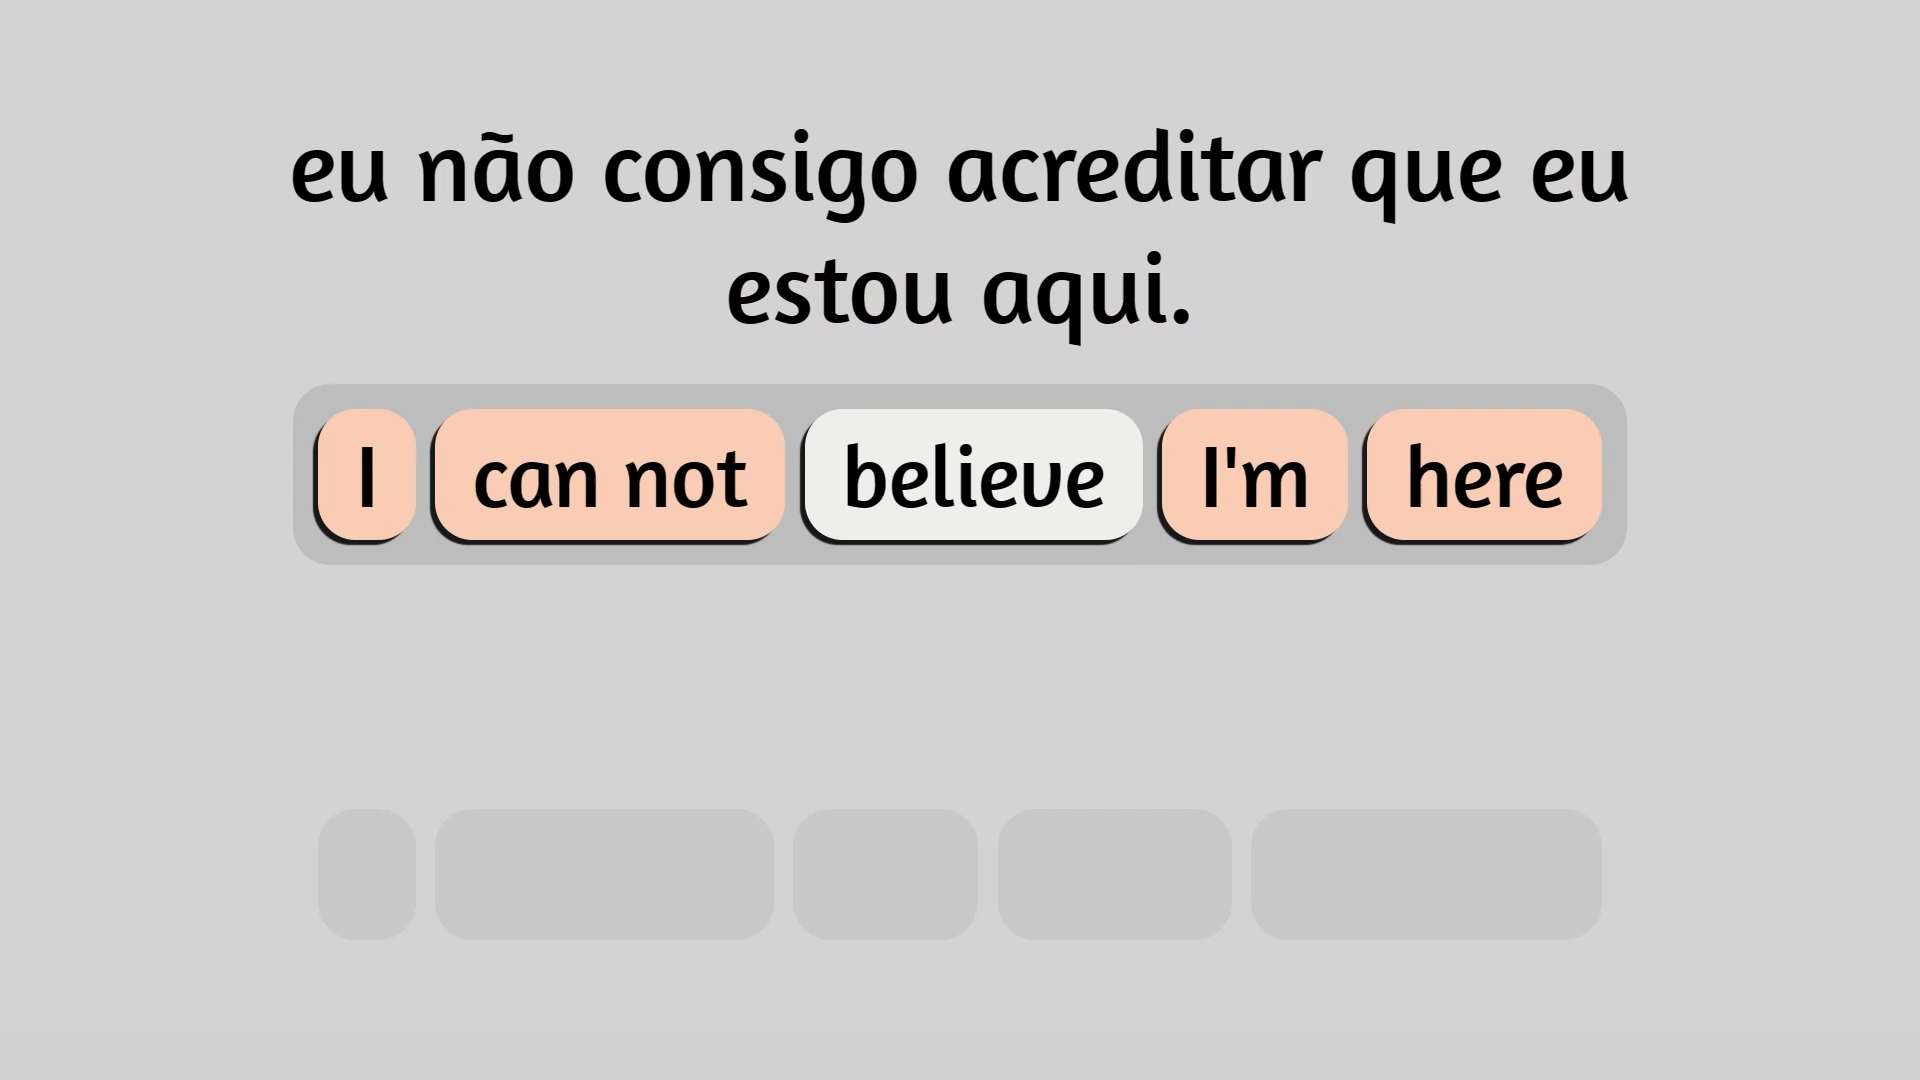 eu não consigo acreditar que eu
estou aqui.
I can not believe I'm here